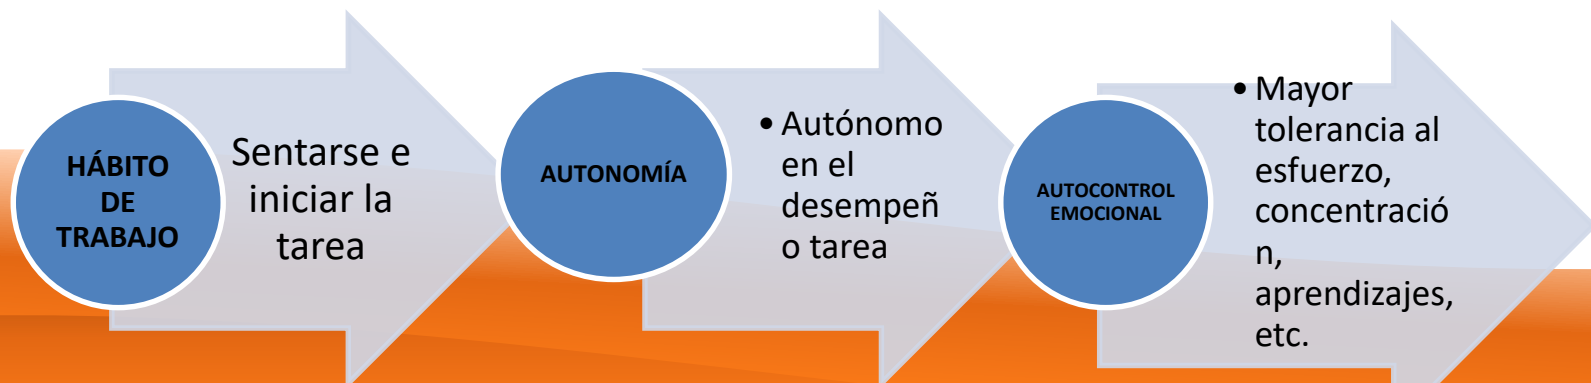 HÁBITO
DE
TRABAJO
Sentarse e
iniciar la
tarea
AUTONOMÍA
• Autónomo
en el
desempeñ
o tarea
AUTOCONTROL
EMOCIONAL
• Mayor
tolerancia al
esfuerzo,
concentració
n,
aprendizajes,
etc.